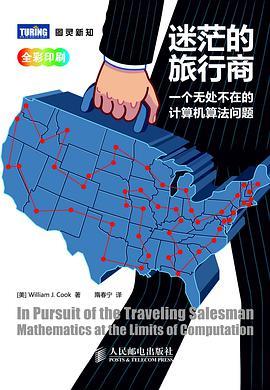 TURING 图灵新知
全彩印刷
迷茫的
旅行商
一个无处不在的
计算机算法问题
[美] William J. Cook 著 隋春宁 译
In Pursuit of the Traveling Salesman
Mathematics at the Limits of Computation
人民邮电出版社
POSTS & TELECOM PRESS